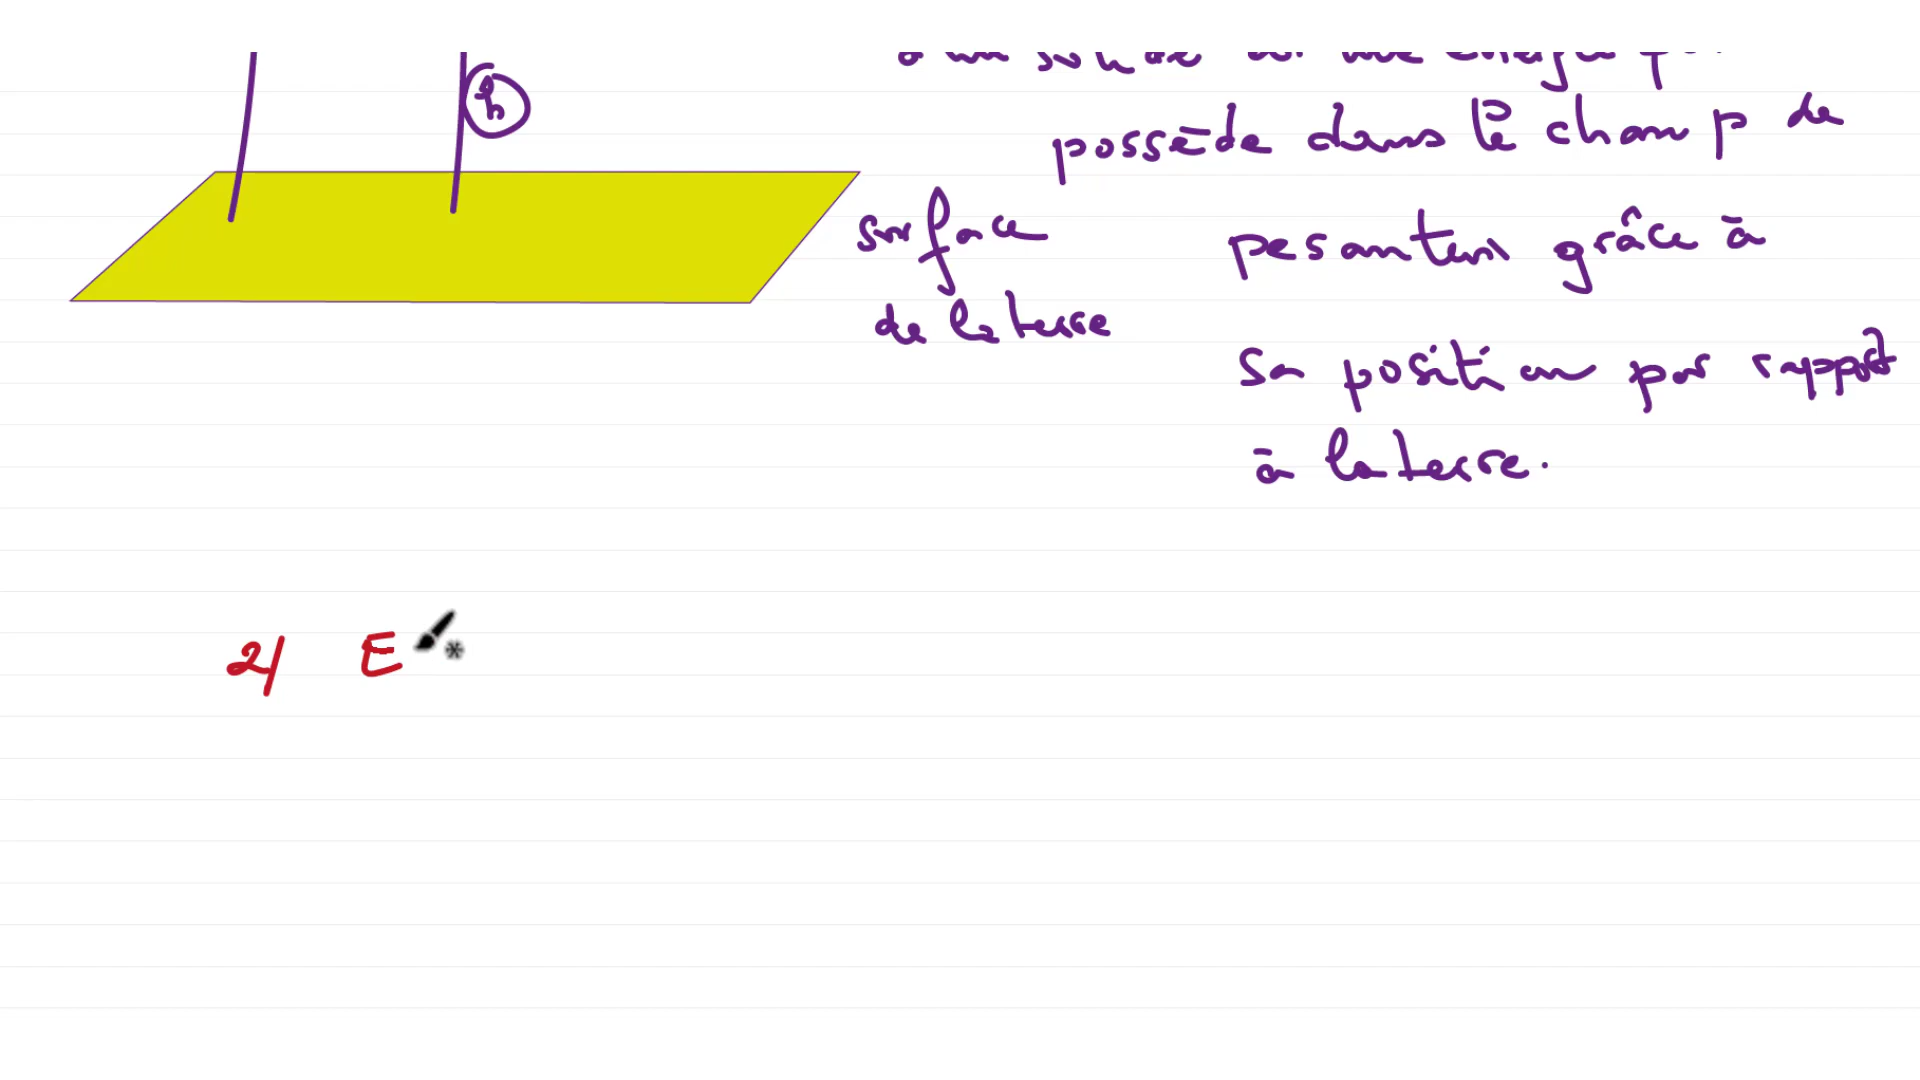 h
possède dans le champ de
surface
de la terre
pesanteur grâce à
sa position par rapport
à la terre.
2/ E